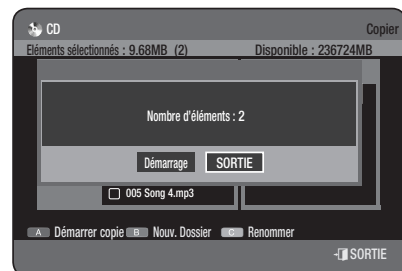 CD Copier
Eléments sélectionnés : 9.68MB (2) Disponible : 236724MB
Nombre d'éléments : 2
Démarrage SORTIE
005 Song 4.mp3
A Démarrer copie B Nouv. Dossier C Renommer
SORTIE